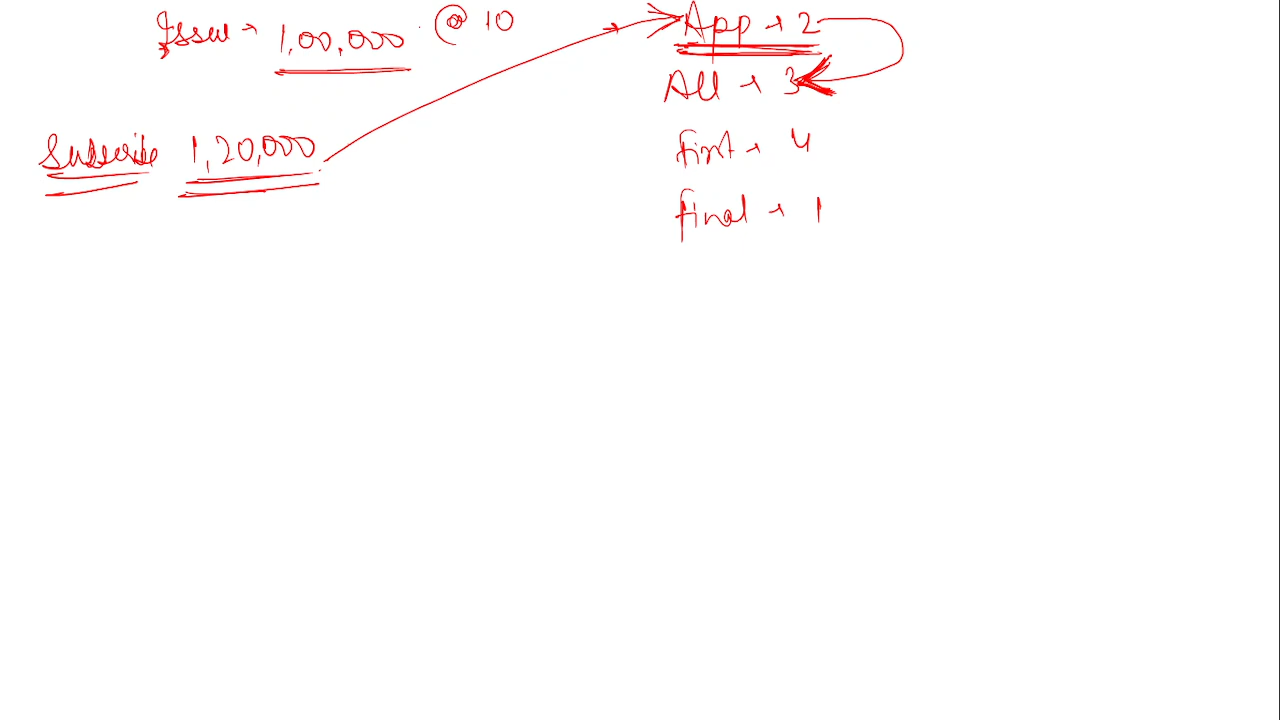 Issue → 1,00,000 @ 10
App → 2
All → 3
Subscribe 1,20,000
first → 4
final → 1